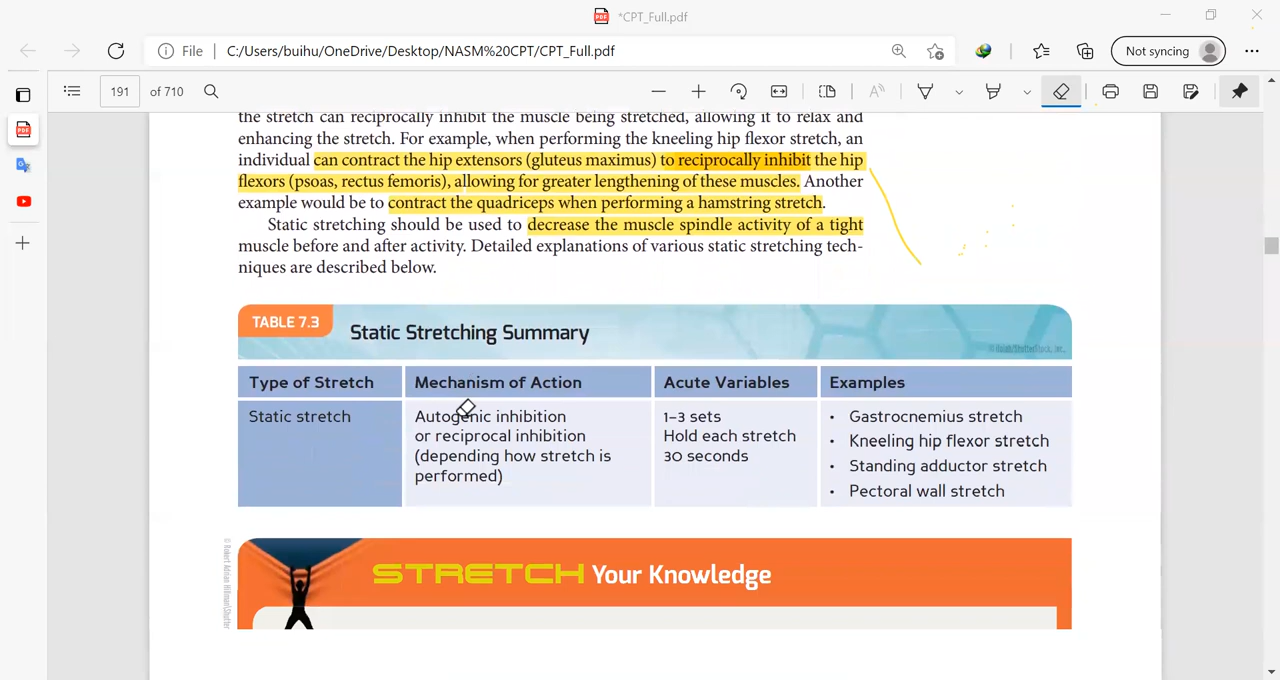 *CPT_Full.pdf
File C:/Users/buihu/OneDrive/Desktop/NASM%20CPT/CPT_Full.pdf Not syncing
191 of 710
the stretch can reciprocally inhibit the muscle being stretched, allowing it to relax and
enhancing the stretch. For example, when performing the kneeling hip flexor stretch, an
individual can contract the hip extensors (gluteus maximus) to reciprocally inhibit the hip
flexors (psoas, rectus femoris), allowing for greater lengthening of these muscles. Another
example would be to contract the quadriceps when performing a hamstring stretch.
Static stretching should be used to decrease the muscle spindle activity of a tight
muscle before and after activity. Detailed explanations of various static stretching tech-
niques are described below.
TABLE 7.3
Static Stretching Summary
Type of Stretch
Mechanism of Action
Acute Variables
Examples
Static stretch
Autogenic inhibition
or reciprocal inhibition
(depending how stretch is
performed)
1–3 sets
Hold each stretch
30 seconds
• Gastrocnemius stretch
• Kneeling hip flexor stretch
• Standing adductor stretch
• Pectoral wall stretch
STRETCH Your Knowledge